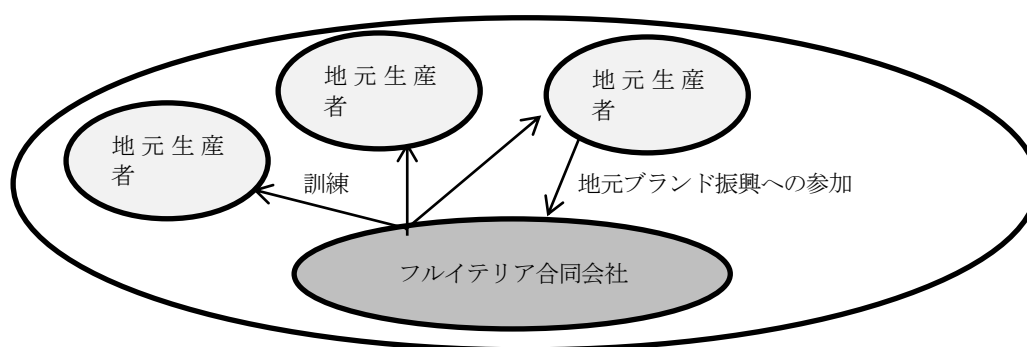 地元生産
者
地元生産
者
地元生産
者
訓練
地元ブランド振興への参加
フルイテリア合同会社